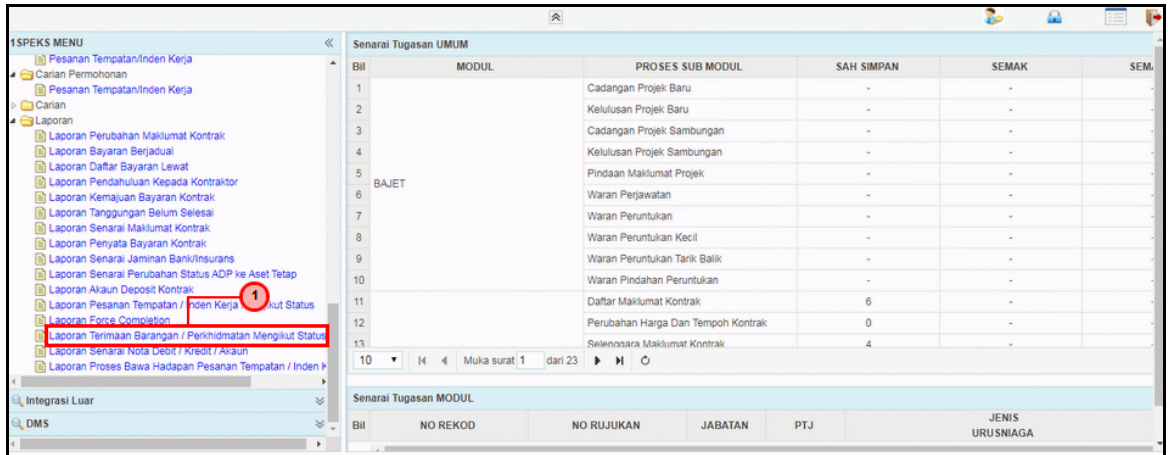 1SPEKS MENU
Pesanan Tempatan/Inden Kerja
Carian Permohonan
Pesanan Tempatan/Inden Kerja
Carian
Laporan
Laporan Perubahan Maklumat Kontrak
Laporan Bayaran Berjadual
Laporan Daftar Bayaran Lewat
Laporan Pendahuluan Kepada Kontraktor
Laporan Kemajuan Bayaran Kontrak
Laporan Tanggungan Belum Selesai
Laporan Senarai Maklumat Kontrak
Laporan Penyata Bayaran Kontrak
Laporan Senarai Jaminan Bank/Insurans
Laporan Senarai Perubahan Status ADP ke Aset Tetap
Laporan Akaun Deposit Kontrak
1
Laporan Pesanan Tempatan / Inden Kerja Status
Laporan Force Completion
Laporan Terimaan Barangan / Perkhidmatan Mengikut Status
Laporan Senarai Nota Debit / Kredit / Akaun
Laporan Proses Bawa Hadapan Pesanan Tempatan / Inden
Integrasi Luar
DMS
Senarai Tugasan UMUM
Bil MODUL PROSES SUB MODUL SAH SIMPAN SEMAK
1 Cadangan Projek Baru - -
2 Kelulusan Projek Baru - -
3 Cadangan Projek Sambungan - -
4 Kelulusan Projek Sambungan - -
5 Pindaan Maklumat Projek - -
BAJET
6 Waran Perjawatan - -
7 Waran Peruntukan - -
8 Waran Peruntukan Kecil - -
9 Waran Peruntukan Tarik Balik - -
10 Waran Pindahan Peruntukan - -
11 Daftar Maklumat Kontrak 6 -
12 Perubahan Harga Dan Tempoh Kontrak 0 -
13 Selenggara Maklumat Kontrak 4 -
10 Muka surat 1 dari 23
Senarai Tugasan MODUL
Bil NO REKOD NO RUJUKAN JABATAN PTJ JENIS URUSNIAGA